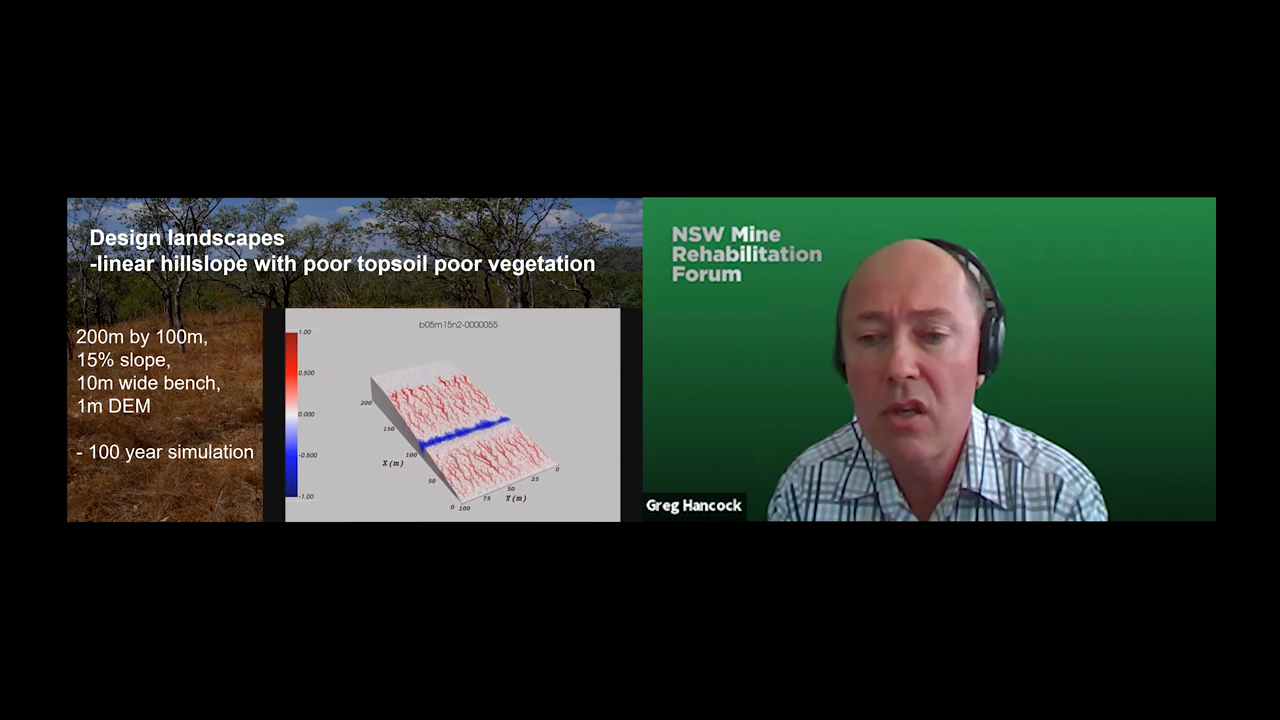 Design landscapes
-linear hillslope with poor topsoil poor vegetation
200m by 100m,
15% slope,
10m wide bench,
1m DEM
- 100 year simulation
b05m15n2-0000055
1.00
0.500
0.000
-0.500
-1.00
200
150
100
50
0
X(m)
100
75
50
25
0
Y(m)
NSW Mine
Rehabilitation
Forum
Greg Hancock